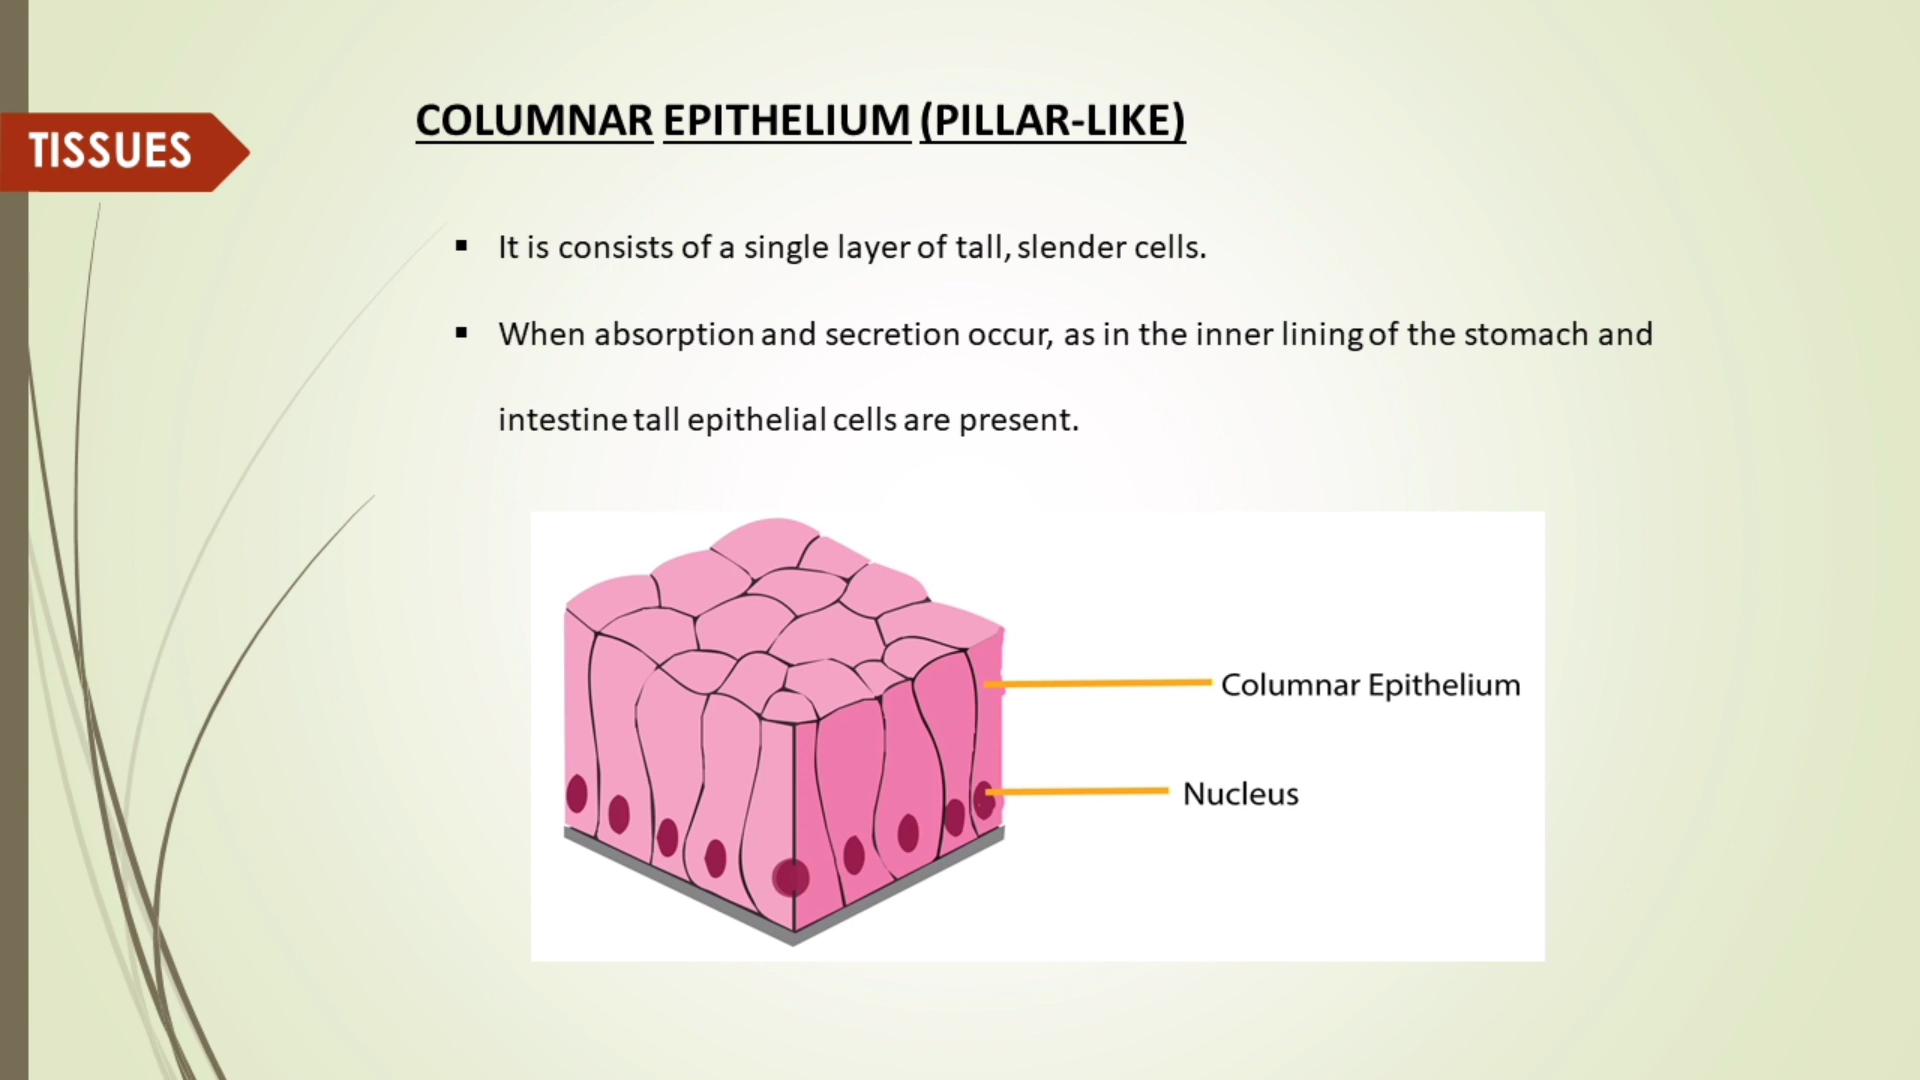 TISSUES
COLUMNAR EPITHELIUM (PILLAR-LIKE)
▪ It is consists of a single layer of tall, slender cells.
▪ When absorption and secretion occur, as in the inner lining of the stomach and
intestine tall epithelial cells are present.
Columnar Epithelium
Nucleus